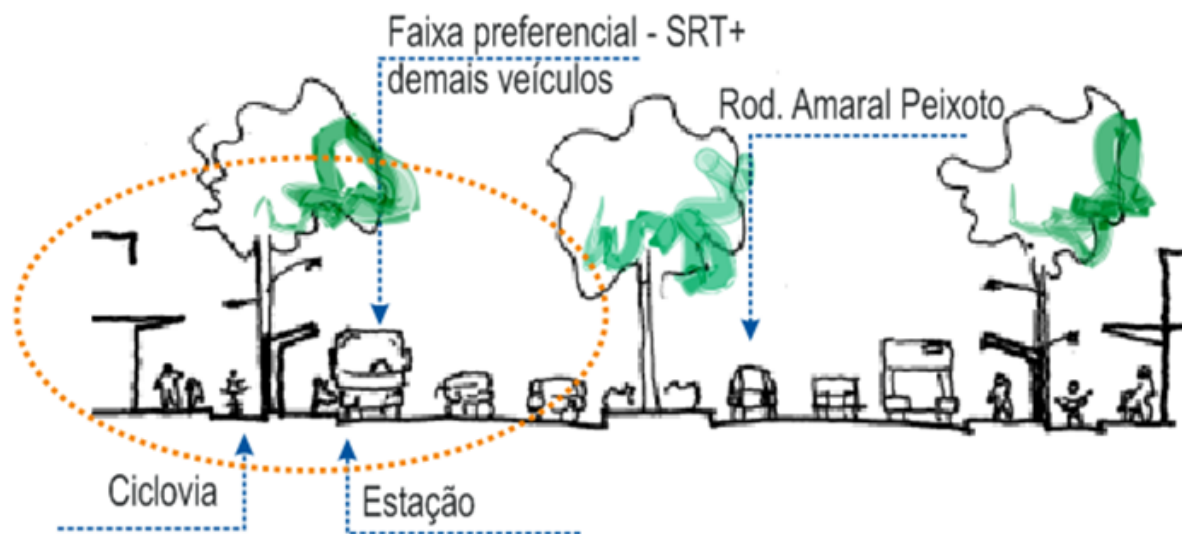 Faixa preferencial - SRT+
demais veículos
Rod. Amaral Peixoto
Ciclovia
Estação